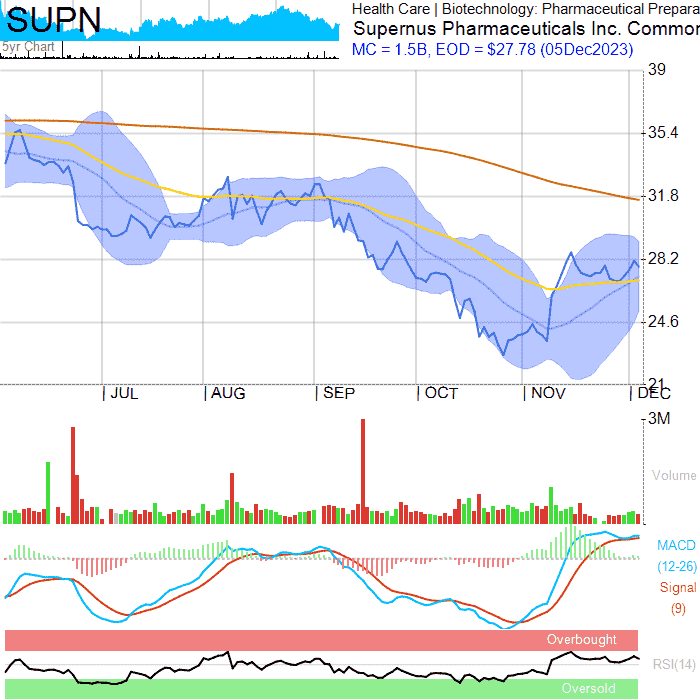 SUPN
5yr Chart
Health Care | Biotechnology: Pharmaceutical Prepara
Supernus Pharmaceuticals Inc. Common
MC = 1.5B, EOD = $27.78 (05Dec2023)
39
35.4
31.8
28.2
24.6
21
| JUL | AUG | SEP | OCT | NOV | DEC
3M
Volume
MACD
(12-26)
Signal
(9)
Overbought
RSI(14)
Oversold